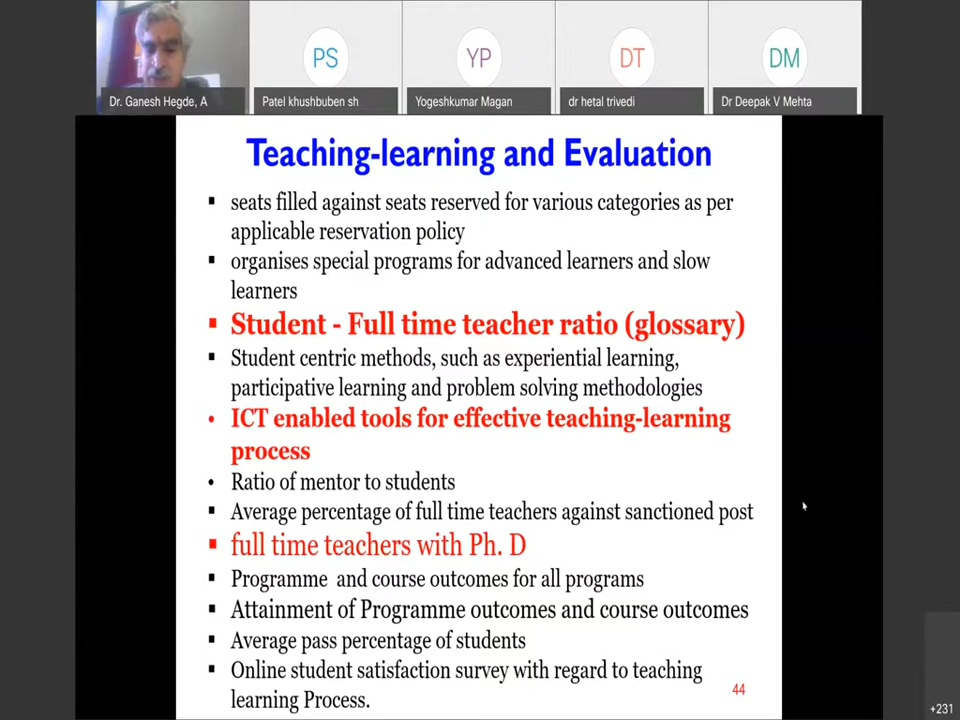 PS
YP
DT
DM
Dr. Ganesh Hegde, A
Patel khushbuben sh
Yogeshkumar Magan
dr hetal trivedi
Dr Deepak V Mehta
Teaching-learning and Evaluation
▪ seats filled against seats reserved for various categories as per
applicable reservation policy
▪ organises special programs for advanced learners and slow
learners
▪ Student - Full time teacher ratio (glossary)
▪ Student centric methods, such as experiential learning,
participative learning and problem solving methodologies
• ICT enabled tools for effective teaching-learning
process
• Ratio of mentor to students
▪ Average percentage of full time teachers against sanctioned post
▪ full time teachers with Ph. D
▪ Programme and course outcomes for all programs
▪ Attainment of Programme outcomes and course outcomes
▪ Average pass percentage of students
▪ Online student satisfaction survey with regard to teaching
learning Process.
44
+231